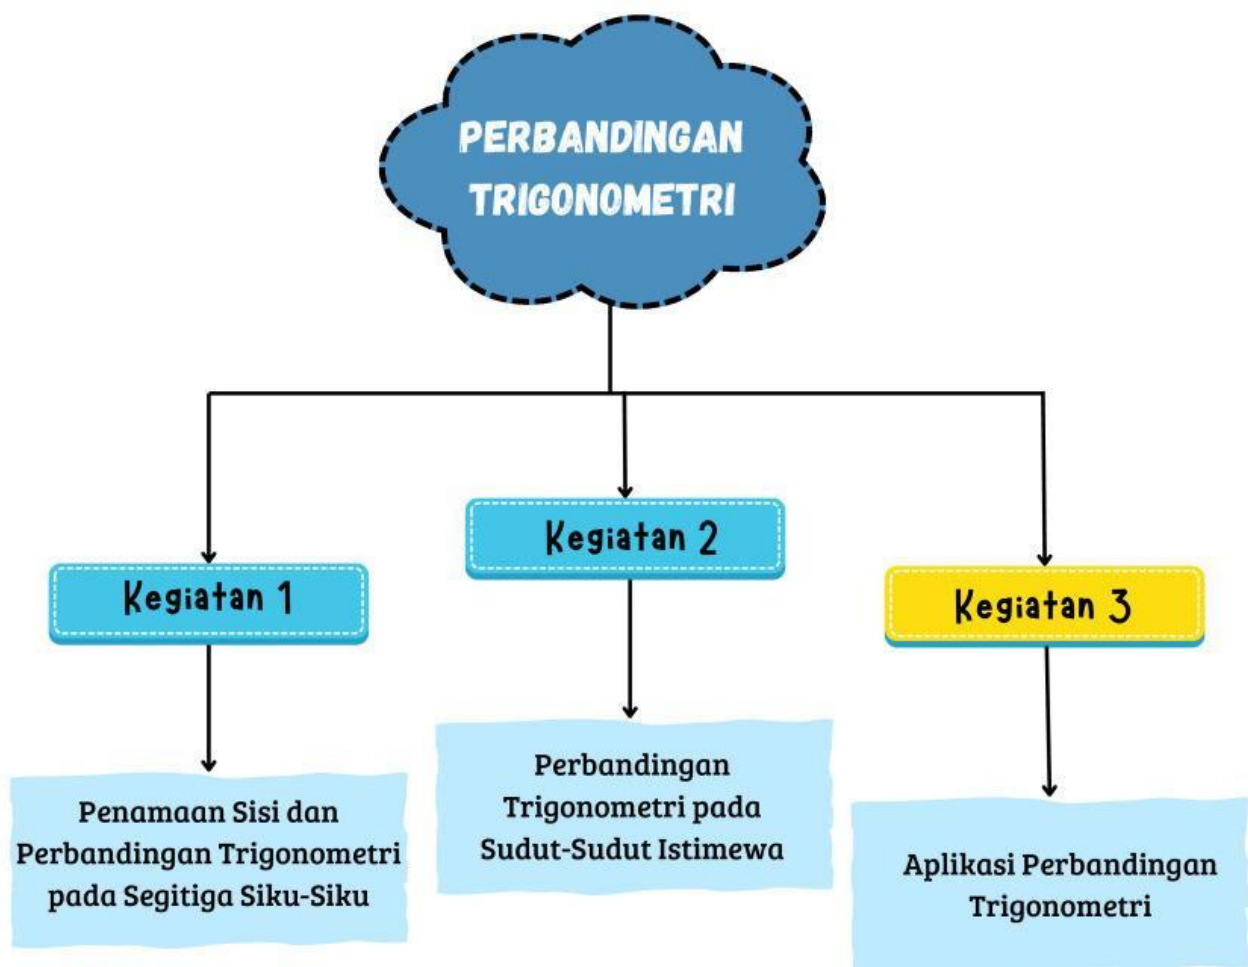 PERBANDINGAN
TRIGONOMETRI
Kegiatan 1
Penamaan Sisi dan
Perbandingan Trigonometri
pada Segitiga Siku-Siku
Kegiatan 2
Perbandingan
Trigonometri pada
Sudut-Sudut Istimewa
Kegiatan 3
Aplikasi Perbandingan
Trigonometri